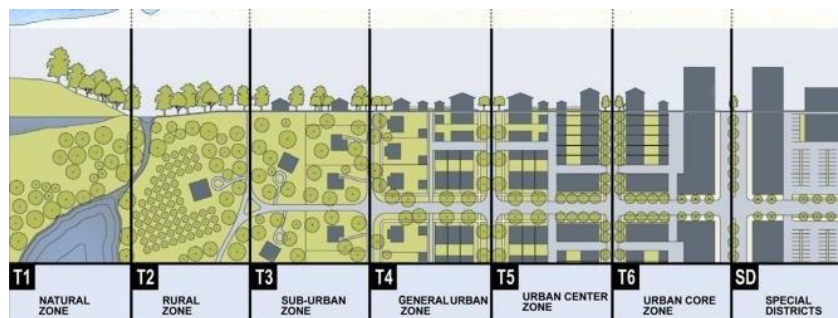 T1
NATURAL
ZONE
T2
RURAL
ZONE
T3
SUB-URBAN
ZONE
T4
GENERAL URBAN
ZONE
T5
URBAN CENTER
ZONE
T6
URBAN CORE
ZONE
SD
SPECIAL
DISTRICTS